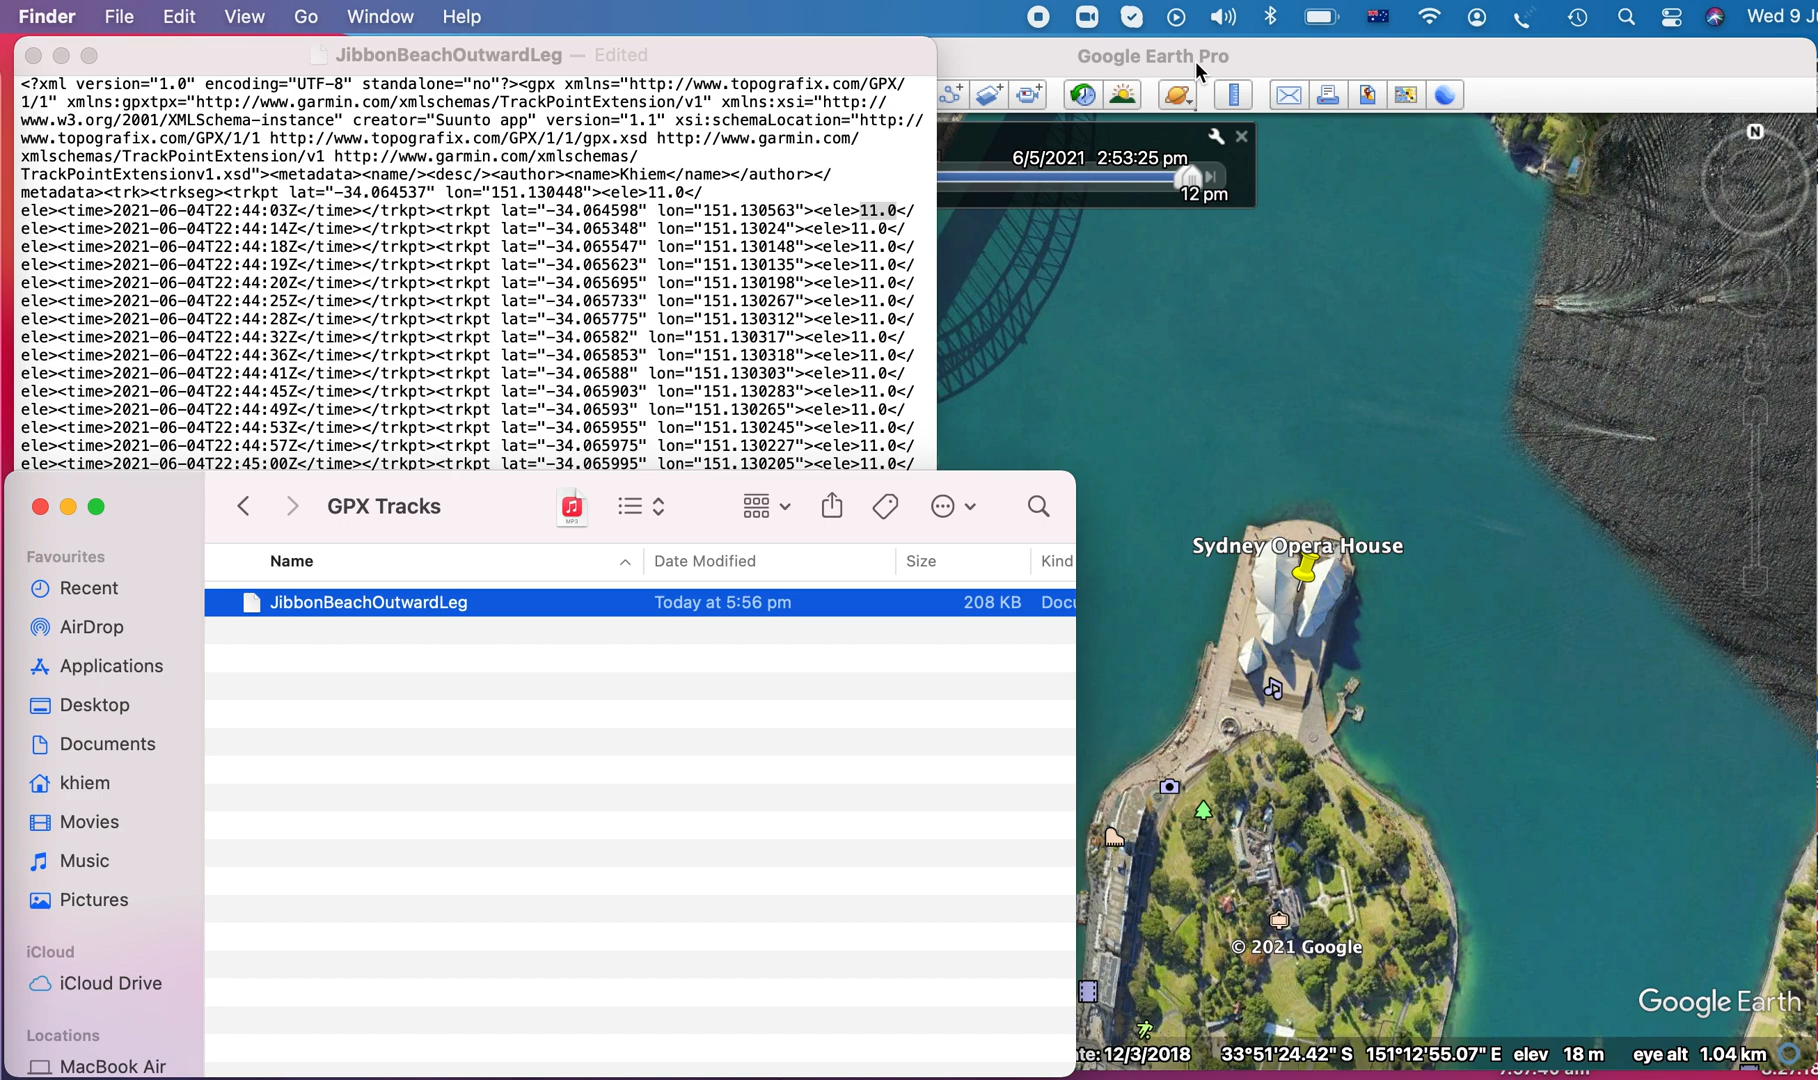 Finder File Edit View Go Window Help
Wed 9 J
JibbonBeachOutwardLeg — Edited
<?xml version="1.0" encoding="UTF-8" standalone="no"?><gpx xmlns="http://www.topografix.com/GPX/
1/1" xmlns:gpxtpx="http://www.garmin.com/xmlschemas/TrackPointExtension/v1" xmlns:xsi="http://
www.w3.org/2001/XMLSchema-instance" creator="Suunto app" version="1.1" xsi:schemaLocation="http://
www.topografix.com/GPX/1/1 http://www.topografix.com/GPX/1/1/gpx.xsd http://www.garmin.com/
xmlschemas/TrackPointExtension/v1 http://www.garmin.com/xmlschemas/
TrackPointExtensionv1.xsd"><metadata><name/><desc/><author><name>Khiem</name></author></
metadata><trk><trkseg><trkpt lat="-34.064537" lon="151.130448"><ele>11.0</
ele><time>2021-06-04T22:44:03Z</time></trkpt><trkpt lat="-34.064598" lon="151.130563"><ele>11.0</
ele><time>2021-06-04T22:44:14Z</time></trkpt><trkpt lat="-34.065348" lon="151.13024"><ele>11.0</
ele><time>2021-06-04T22:44:18Z</time></trkpt><trkpt lat="-34.065547" lon="151.130148"><ele>11.0</
ele><time>2021-06-04T22:44:19Z</time></trkpt><trkpt lat="-34.065623" lon="151.130135"><ele>11.0</
ele><time>2021-06-04T22:44:20Z</time></trkpt><trkpt lat="-34.065695" lon="151.130198"><ele>11.0</
ele><time>2021-06-04T22:44:25Z</time></trkpt><trkpt lat="-34.065733" lon="151.130267"><ele>11.0</
ele><time>2021-06-04T22:44:28Z</time></trkpt><trkpt lat="-34.065775" lon="151.130312"><ele>11.0</
ele><time>2021-06-04T22:44:32Z</time></trkpt><trkpt lat="-34.06582" lon="151.130317"><ele>11.0</
ele><time>2021-06-04T22:44:36Z</time></trkpt><trkpt lat="-34.065853" lon="151.130318"><ele>11.0</
ele><time>2021-06-04T22:44:41Z</time></trkpt><trkpt lat="-34.06588" lon="151.130303"><ele>11.0</
ele><time>2021-06-04T22:44:45Z</time></trkpt><trkpt lat="-34.065903" lon="151.130283"><ele>11.0</
ele><time>2021-06-04T22:44:49Z</time></trkpt><trkpt lat="-34.06593" lon="151.130265"><ele>11.0</
ele><time>2021-06-04T22:44:53Z</time></trkpt><trkpt lat="-34.065955" lon="151.130245"><ele>11.0</
ele><time>2021-06-04T22:44:57Z</time></trkpt><trkpt lat="-34.065975" lon="151.130227"><ele>11.0</
ele><time>2021-06-04T22:45:00Z</time></trkpt><trkpt lat="-34.065995" lon="151.130205"><ele>11.0</
Google Earth Pro
6/5/2021 2:53:25 pm
12 pm
N
GPX Tracks
MP3
Name Date Modified Size Kind
JibbonBeachOutwardLeg Today at 5:56 pm 208 KB Docu
Favourites
Recent
AirDrop
Applications
Desktop
Documents
khiem
Movies
Music
Pictures
iCloud
iCloud Drive
Locations
MacBook Air
Sydney Opera House
© 2021 Google
Google Earth
te: 12/3/2018 33°51'24.42" S 151°12'55.07" E elev 18 m eye alt 1.04 km